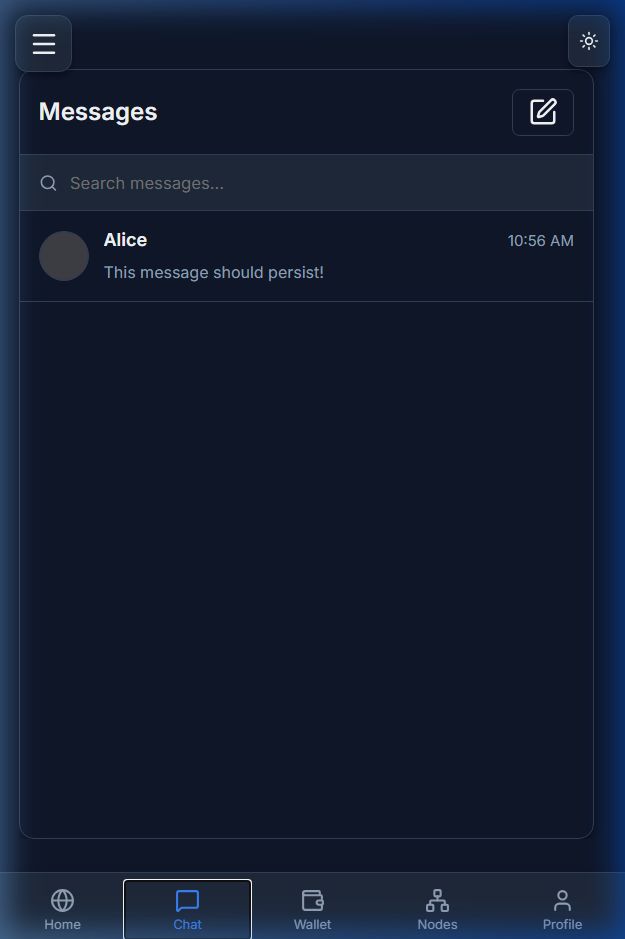 Messages
Search messages...
Alice 10:56 AM
This message should persist!
Home Chat Wallet Nodes Profile